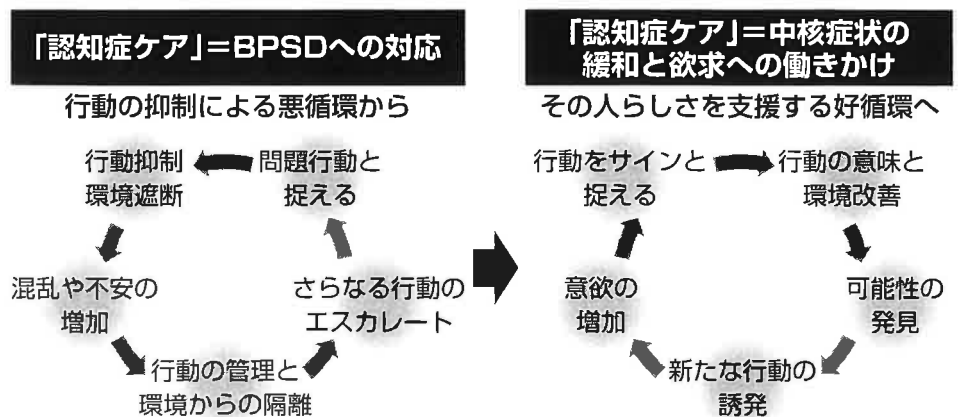 「認知症ケア」=BPSDへの対応
行動の抑制による悪循環から
問題行動と
捉える
行動抑制
環境遮断
混乱や不安の
増加
行動の管理と
環境からの隔離
さらなる行動の
エスカレート
「認知症ケア」=中核症状の
緩和と欲求への働きかけ
その人らしさを支援する好循環へ
行動をサインと
捉える
行動の意味と
環境改善
可能性の
発見
新たな行動の
誘発
意欲の
増加